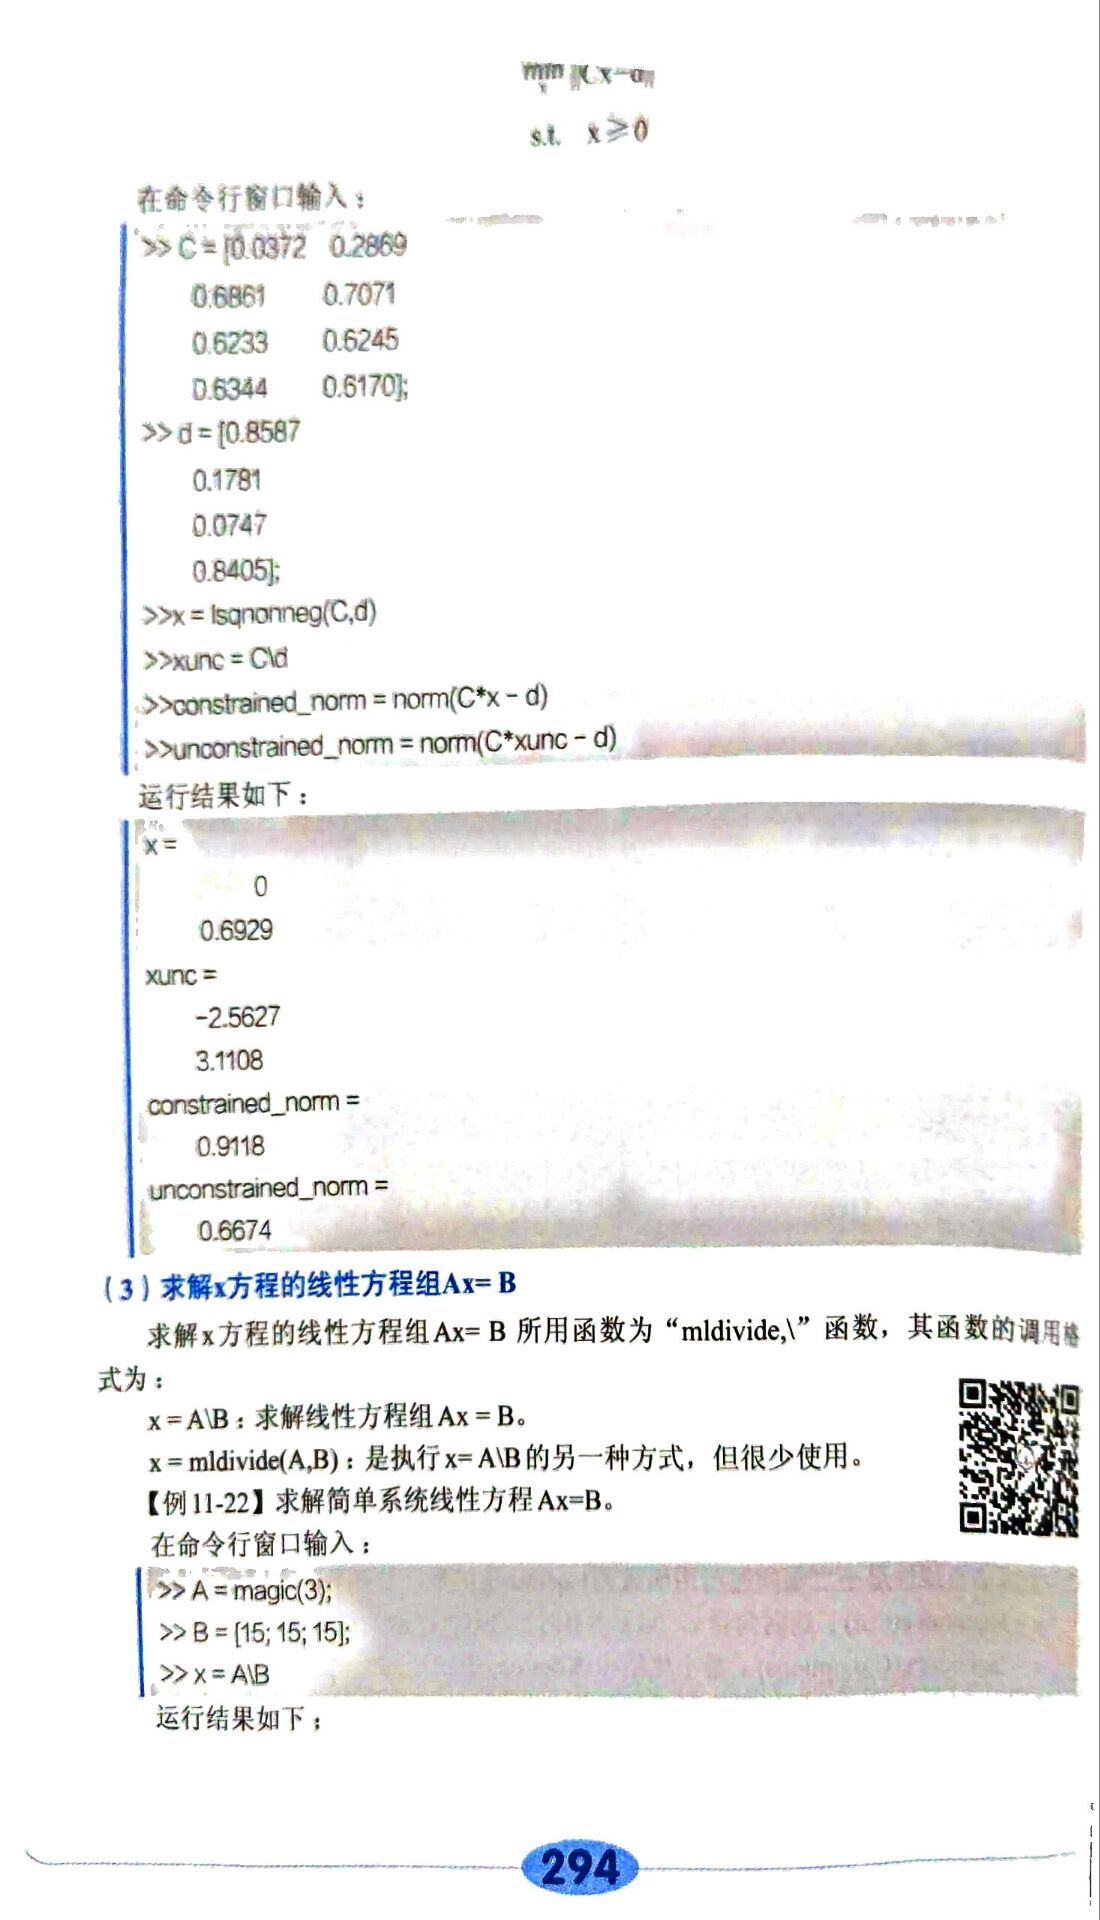 min ||Cx-d||
x
s.t. x≥0
在命令行窗口输入：
>> C = [0.0372 0.2869
0.6861 0.7071
0.6233 0.6245
0.6344 0.6170];
>> d = [0.8587
0.1781
0.0747
0.8405];
>>x = lsqnonneg(C,d)
>>xunc = C\d
>>constrained_norm = norm(C*x - d)
>>unconstrained_norm = norm(C*xunc - d)
运行结果如下：
x =
0
0.6929
xunc =
-2.5627
3.1108
constrained_norm =
0.9118
unconstrained_norm =
0.6674
（3）求解x方程的线性方程组Ax= B
求解x方程的线性方程组Ax= B 所用函数为“mldivide,\”函数，其函数的调用格
式为：
x = A\B：求解线性方程组Ax = B。
x = mldivide(A,B)：是执行x= A\B的另一种方式，但很少使用。
【例11-22】求解简单系统线性方程Ax=B。
在命令行窗口输入：
>> A = magic(3);
>> B = [15; 15; 15];
>> x = A\B
运行结果如下：
294